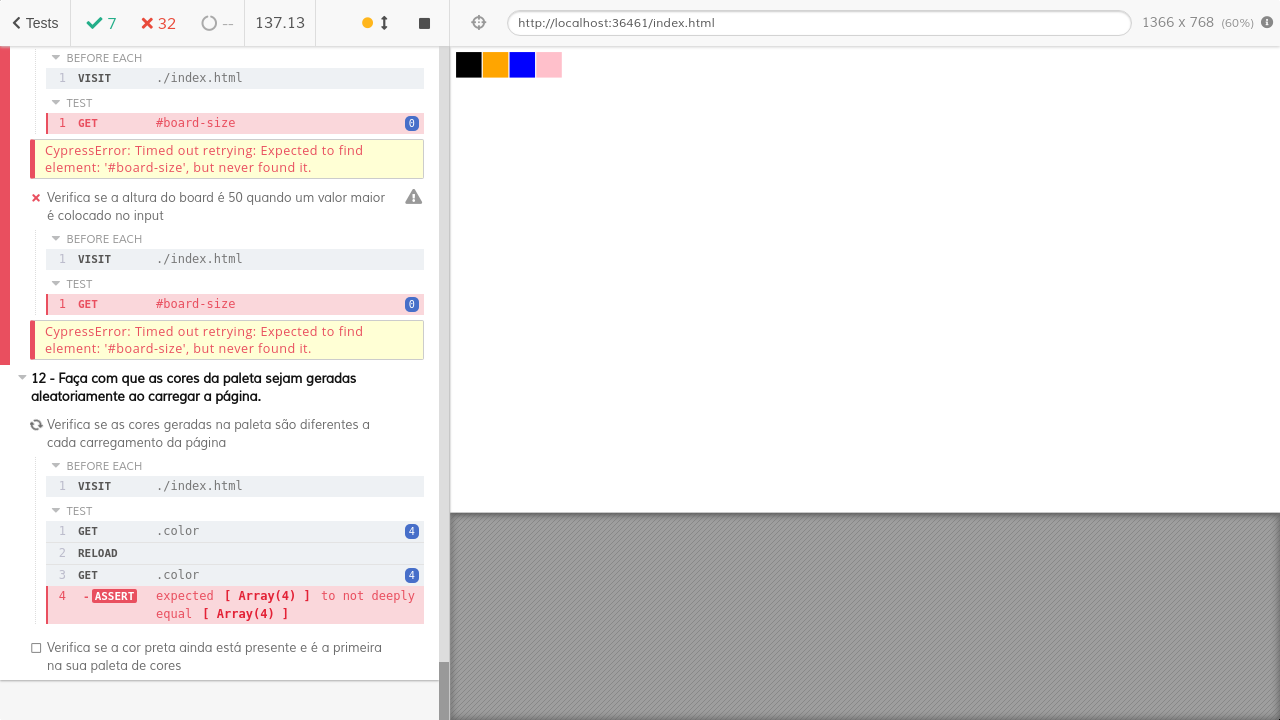 Tests
7
32
--
137.13
http://localhost:36461/index.html
1366 x 768 (60%)
BEFORE EACH
1 VISIT ./index.html
TEST
1 GET #board-size 0
CypressError: Timed out retrying: Expected to find
element: '#board-size', but never found it.
Verifica se a altura do board é 50 quando um valor maior
é colocado no input
BEFORE EACH
1 VISIT ./index.html
TEST
1 GET #board-size 0
CypressError: Timed out retrying: Expected to find
element: '#board-size', but never found it.
12 - Faça com que as cores da paleta sejam geradas
aleatoriamente ao carregar a página.
Verifica se as cores geradas na paleta são diferentes a
cada carregamento da página
BEFORE EACH
1 VISIT ./index.html
TEST
1 GET .color 4
2 RELOAD
3 GET .color 4
4 -ASSERT expected [ Array(4) ] to not deeply
equal [ Array(4) ]
Verifica se a cor preta ainda está presente e é a primeira
na sua paleta de cores